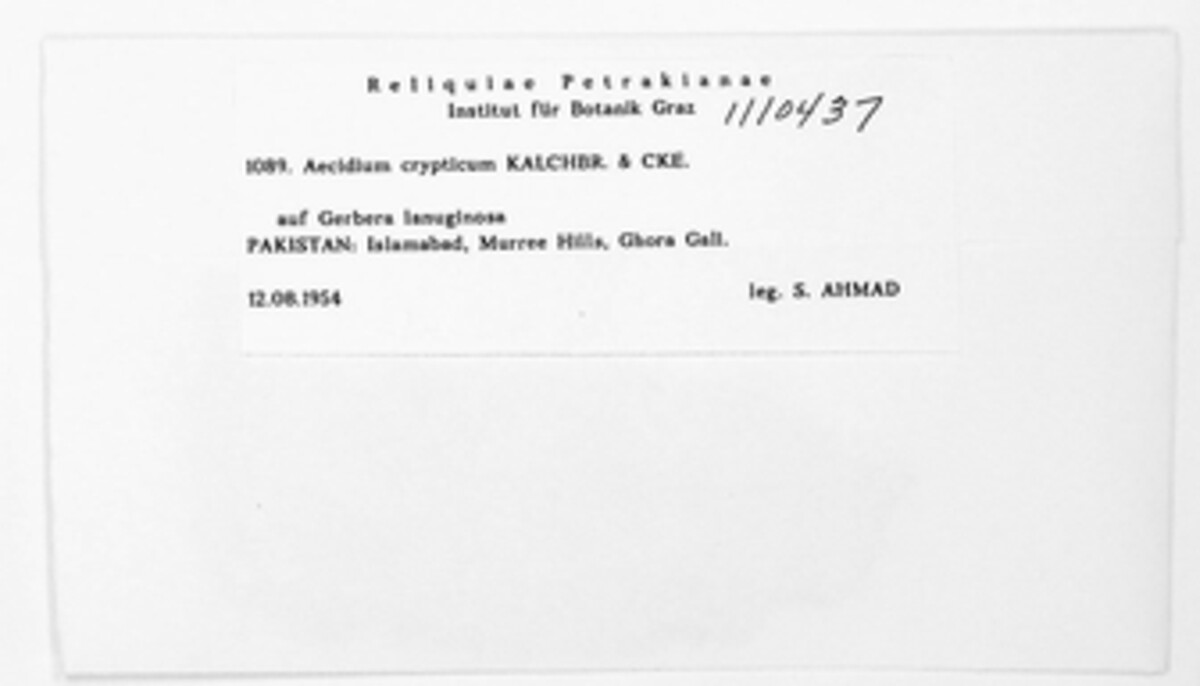 Reliquiae Petrakianae
Institut für Botanik Graz 1110437
1089. Aecidium crypticum KALCHBR. & CKE.
auf Gerbera lanuginosa
PAKISTAN: Islamabad, Murree Hills, Ghora Gali.
12.08.1954 leg. S. AHMAD